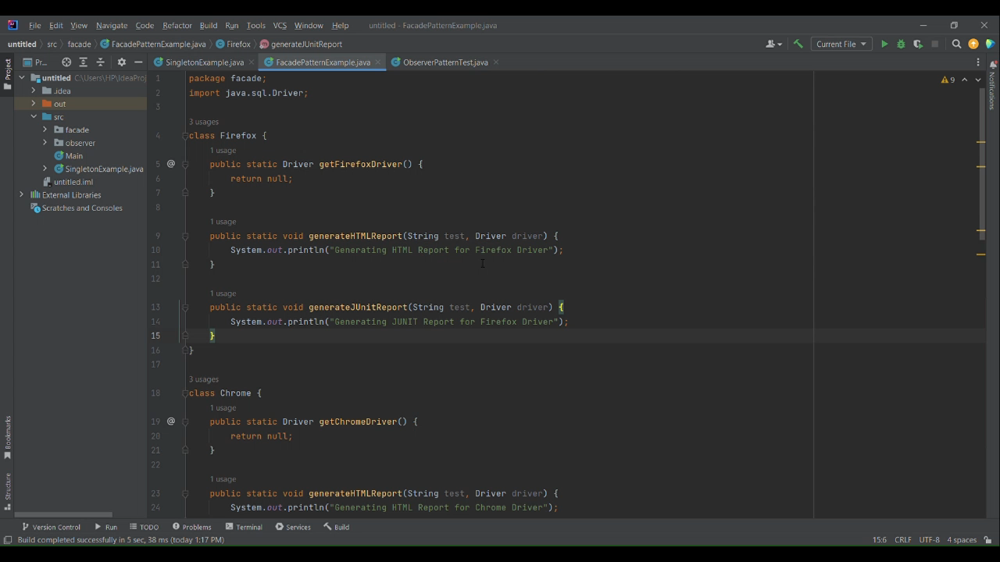 File Edit View Navigate Code Refactor Build Run Tools VCS Window Help untitled - FacadePatternExample.java
untitled src facade FacadePatternExample.java Firefox generateJUnitReport Current File
Pr... SingletonExample.java FacadePatternExample.java ObserverPatternTest.java
Project
Notifications
Bookmarks
Structure
untitled C:\Users\HP\IdeaProj
.idea
out
src
facade
observer
Main
SingletonExample.java
untitled.iml
External Libraries
Scratches and Consoles
9
1 package facade;
2 import java.sql.Driver;
3
3 usages
4 class Firefox {
1 usage
5 @ public static Driver getFirefoxDriver() {
6 return null;
7 }
8
1 usage
9 public static void generateHTMLReport(String test, Driver driver) {
10 System.out.println("Generating HTML Report for Firefox Driver");
11 }
12
1 usage
13 public static void generateJUnitReport(String test, Driver driver) {
14 System.out.println("Generating JUNIT Report for Firefox Driver");
15 }
16 }
17
3 usages
18 class Chrome {
1 usage
19 @ public static Driver getChromeDriver() {
20 return null;
21 }
22
1 usage
23 public static void generateHTMLReport(String test, Driver driver) {
24 System.out.println("Generating HTML Report for Chrome Driver");
Version Control Run TODO Problems Terminal Services Build
Build completed successfully in 5 sec, 38 ms (today 1:17 PM) 15:6 CRLF UTF-8 4 spaces